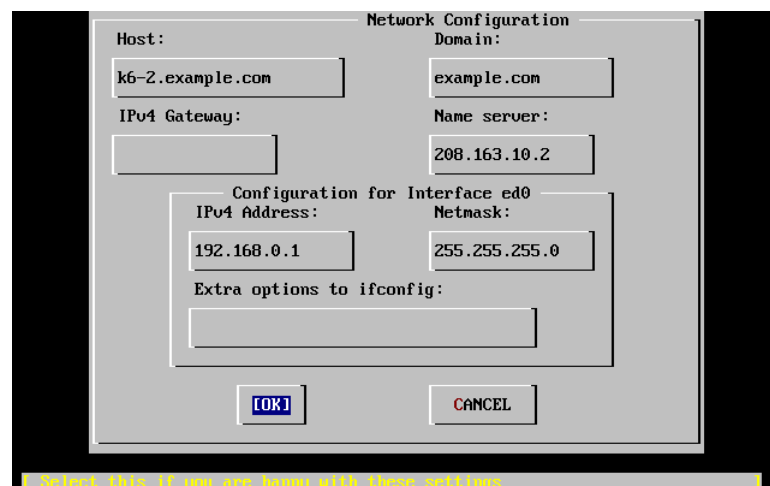 Network Configuration
Host: Domain:
k6-2.example.com example.com
IPv4 Gateway: Name server:
208.163.10.2
Configuration for Interface ed0
IPv4 Address: Netmask:
192.168.0.1 255.255.255.0
Extra options to ifconfig:
[OK] CANCEL
[ Select this if you are happy with these settings ]